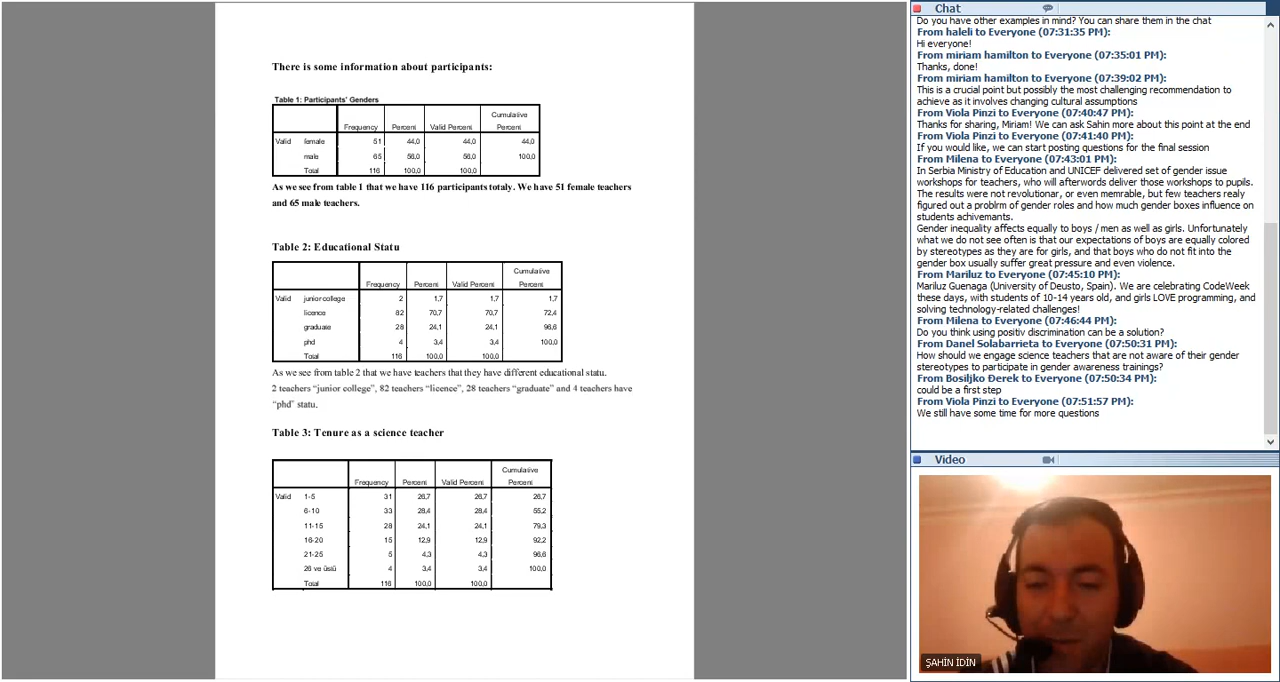 There is some information about participants:
Table 1: Participants' Genders
Frequency Percent Valid Percent Cumulative Percent
Valid female 51 44,0 44,0 44,0
male 65 56,0 56,0 100,0
Total 116 100,0 100,0
As we see from table 1 that we have 116 participants totaly. We have 51 female teachers
and 65 male teachers.
Table 2: Educational Statu
Frequency Percent Valid Percent Cumulative Percent
Valid junior college 2 1,7 1,7 1,7
licence 82 70,7 70,7 72,4
graduate 28 24,1 24,1 96,6
phd 4 3,4 3,4 100,0
Total 116 100,0 100,0
As we see from table 2 that we have teachers that they have different educational statu.
2 teachers “junior college”, 82 teachers “licence”, 28 teachers “graduate” and 4 teachers have
“phd” statu.
Table 3: Tenure as a science teacher
Frequency Percent Valid Percent Cumulative Percent
Valid 1-5 31 26,7 26,7 26,7
6-10 33 28,4 28,4 55,2
11-15 28 24,1 24,1 79,3
16-20 15 12,9 12,9 92,2
21-25 5 4,3 4,3 96,6
26 ve üstü 4 3,4 3,4 100,0
Total 116 100,0 100,0
Chat
Do you have other examples in mind? You can share them in the chat
From haleli to Everyone (07:31:35 PM):
Hi everyone!
From miriam hamilton to Everyone (07:35:01 PM):
Thanks, done!
From miriam hamilton to Everyone (07:39:02 PM):
This is a crucial point but possibly the most challenging recommendation to
achieve as it involves changing cultural assumptions
From Viola Pinzi to Everyone (07:40:47 PM):
Thanks for sharing, Miriam! We can ask Sahin more about this point at the end
From Viola Pinzi to Everyone (07:41:40 PM):
If you would like, we can start posting questions for the final session
From Milena to Everyone (07:43:01 PM):
In Serbia Ministry of Education and UNICEF delivered set of gender issue
workshops for teachers, who will afterwords deliver those workshops to pupils.
The results were not revolutionar, or even memrable, but few teachers realy
figured out a problrm of gender roles and how much gender boxes influence on
students achivemants.
Gender inequality affects equally to boys / men as well as girls. Unfortunately
what we do not see often is that our expectations of boys are equally colored
by stereotypes as they are for girls, and that boys who do not fit into the
gender box usually suffer great pressure and even violence.
From Mariluz to Everyone (07:45:10 PM):
Mariluz Guenaga (University of Deusto, Spain). We are celebrating CodeWeek
these days, with students of 10-14 years old, and girls LOVE programming, and
solving technology-related challenges!
From Milena to Everyone (07:46:44 PM):
Do you think using positiv discrimination can be a solution?
From Danel Solabarrieta to Everyone (07:50:31 PM):
How should we engage science teachers that are not aware of their gender
stereotypes to participate in gender awareness trainings?
From Bosiljko Đerek to Everyone (07:50:34 PM):
could be a first step
From Viola Pinzi to Everyone (07:51:57 PM):
We still have some time for more questions
Video
ŞAHİN İDİN